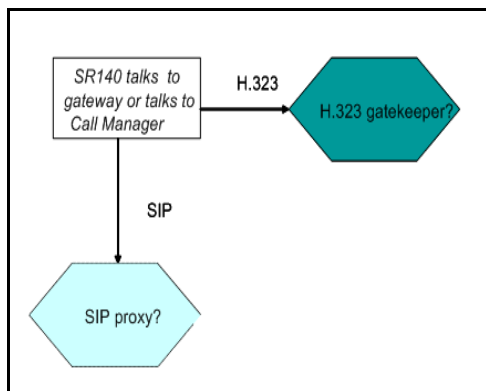 SR140 talks to
gateway or talks to
Call Manager
H.323
H.323 gatekeeper?
SIP
SIP proxy?